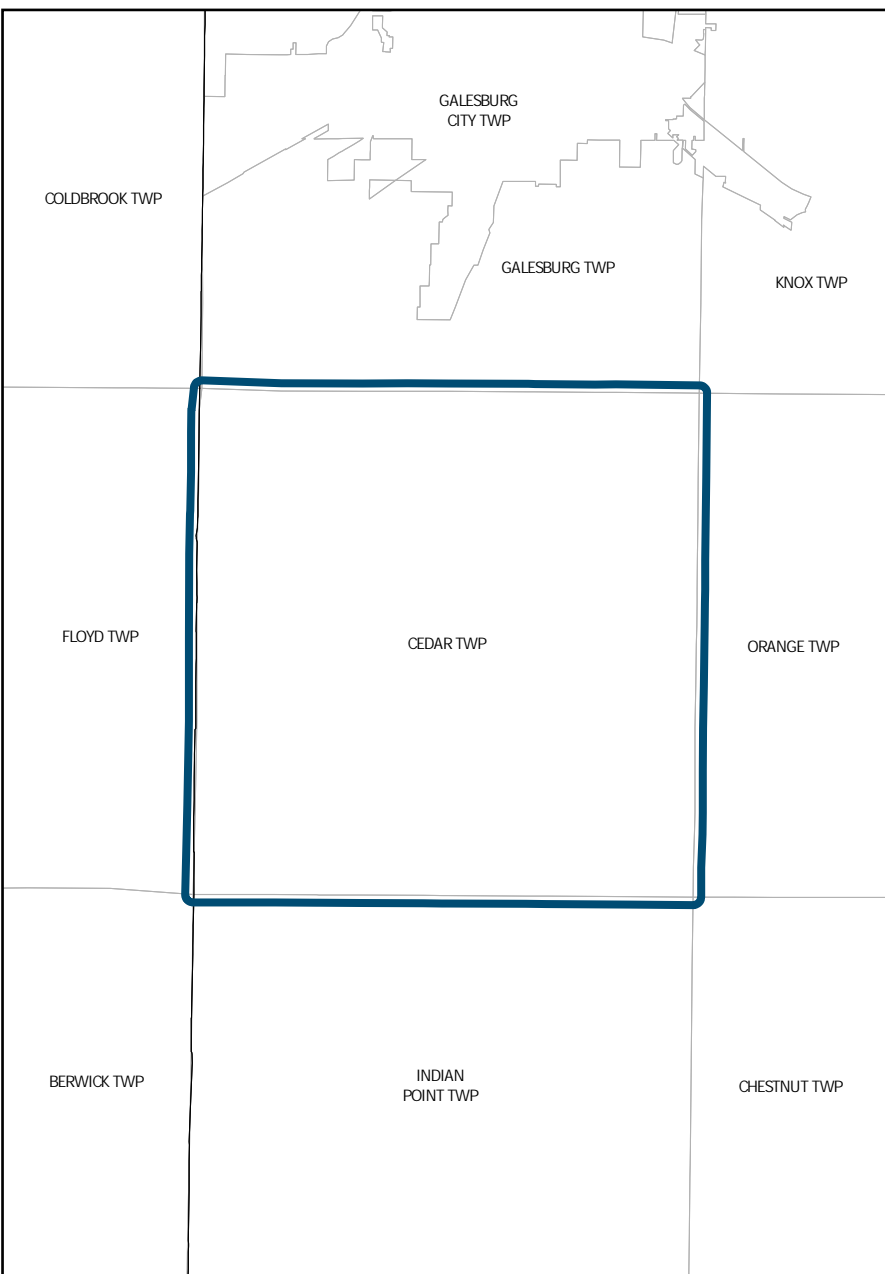 GALESBURG
CITY TWP
COLDBROOK TWP
GALESBURG TWP
KNOX TWP
FLOYD TWP
CEDAR TWP
ORANGE TWP
BERWICK TWP
INDIAN
POINT TWP
CHESTNUT TWP